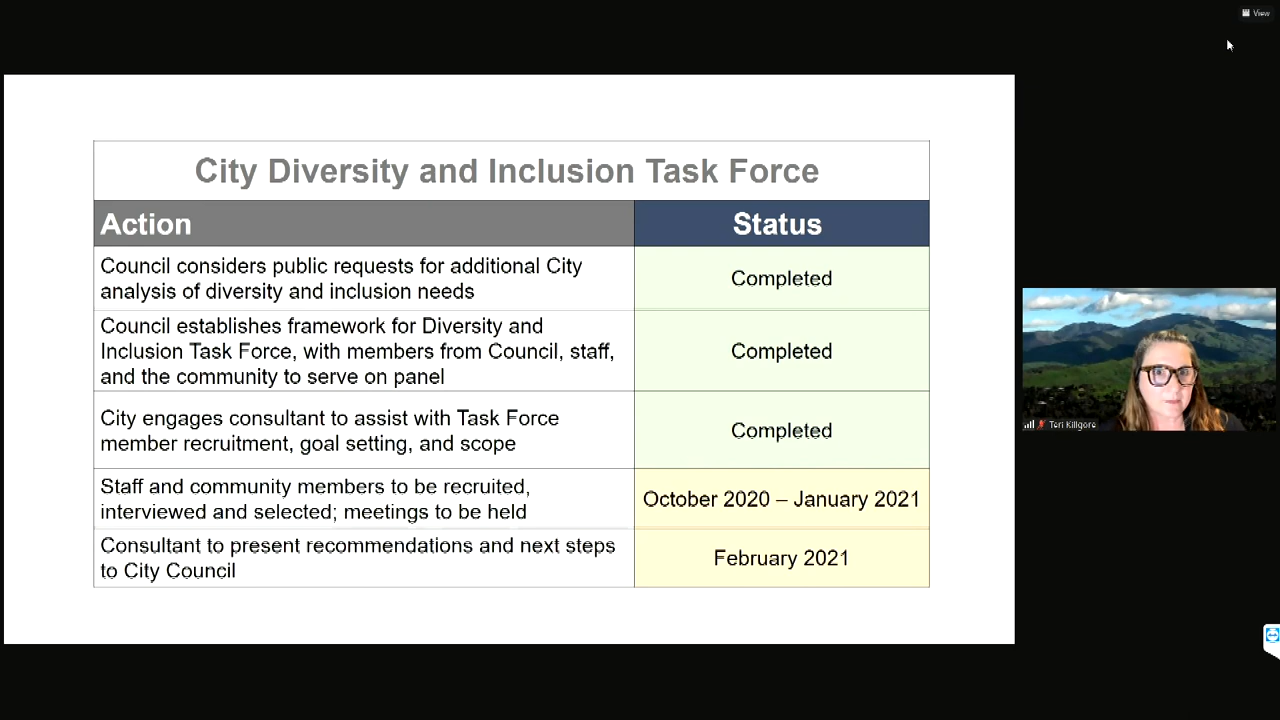 View
City Diversity and Inclusion Task Force
Action
Status
Council considers public requests for additional City
analysis of diversity and inclusion needs
Completed
Council establishes framework for Diversity and
Inclusion Task Force, with members from Council, staff,
and the community to serve on panel
Completed
City engages consultant to assist with Task Force
member recruitment, goal setting, and scope
Completed
Staff and community members to be recruited,
interviewed and selected; meetings to be held
October 2020 – January 2021
Consultant to present recommendations and next steps
to City Council
February 2021
Teri Killgore